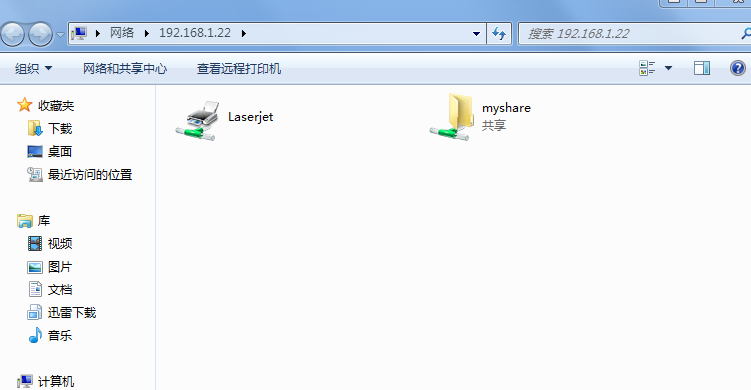 网络 192.168.1.22 搜索 192.168.1.22
组织 网络和共享中心 查看远程打印机
收藏夹
下载
桌面
最近访问的位置
库
视频
图片
文档
迅雷下载
音乐
计算机
Laserjet
myshare
共享